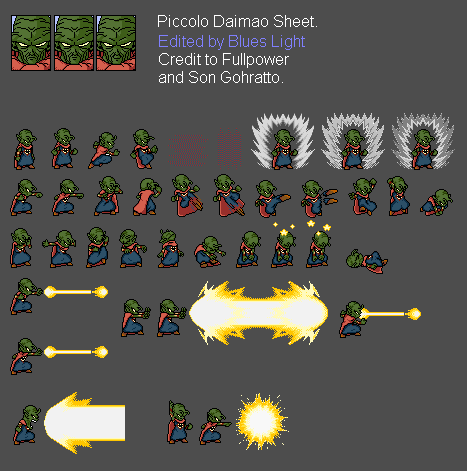 Piccolo Daimao Sheet.
Edited by Blues Light
Credit to Fullpower
and Son Gohratto.